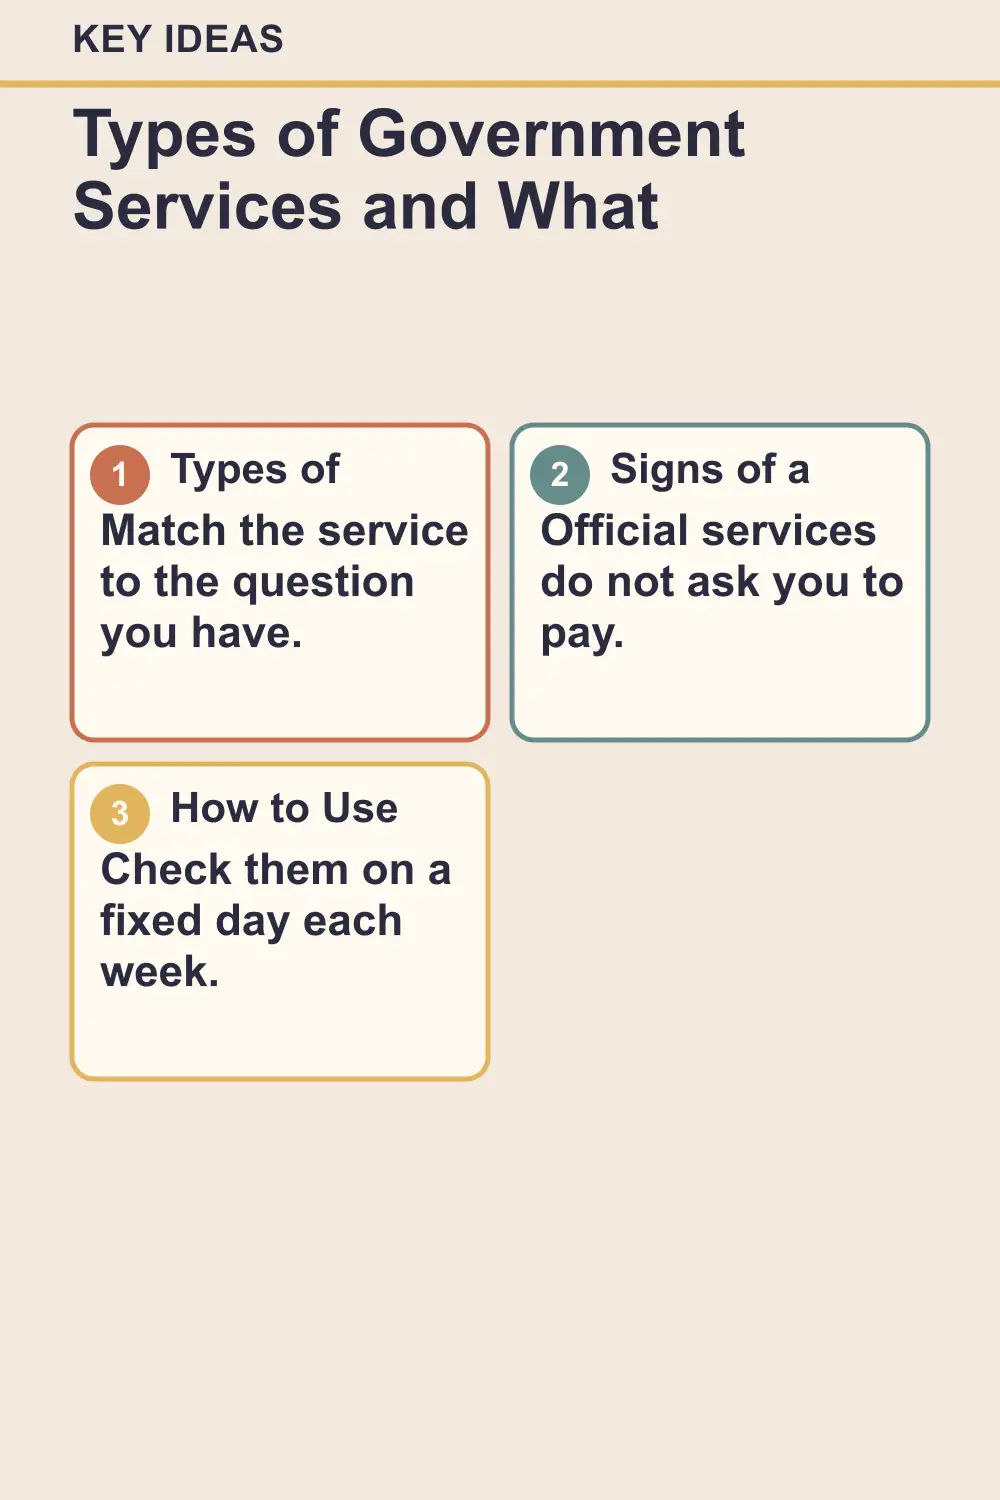 KEY IDEAS
Types of Government
Services and What
1 Types of
Match the service
to the question
you have.
2 Signs of a
Official services
do not ask you to
pay.
3 How to Use
Check them on a
fixed day each
week.